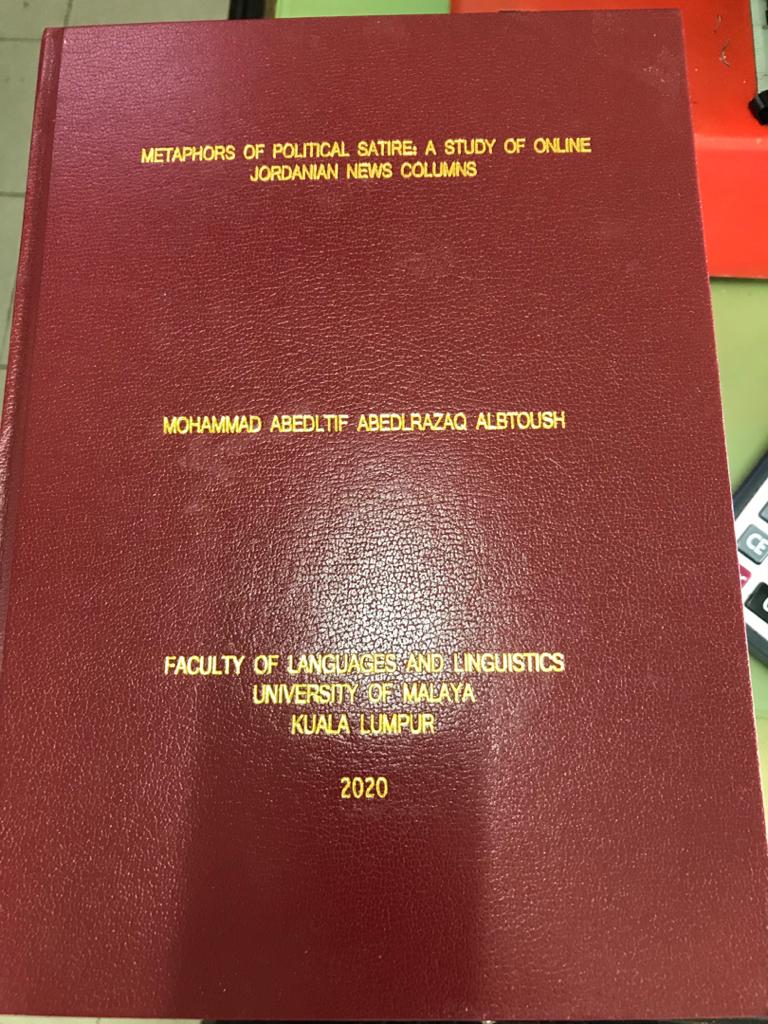 METAPHORS OF POLITICAL SATIRE: A STUDY OF ONLINE
JORDANIAN NEWS COLUMNS
MOHAMMAD ABEDLTIF ABEDLRAZAQ ALBTOUSH
FACULTY OF LANGUAGES AND LINGUISTICS
UNIVERSITY OF MALAYA
KUALA LUMPUR
2020